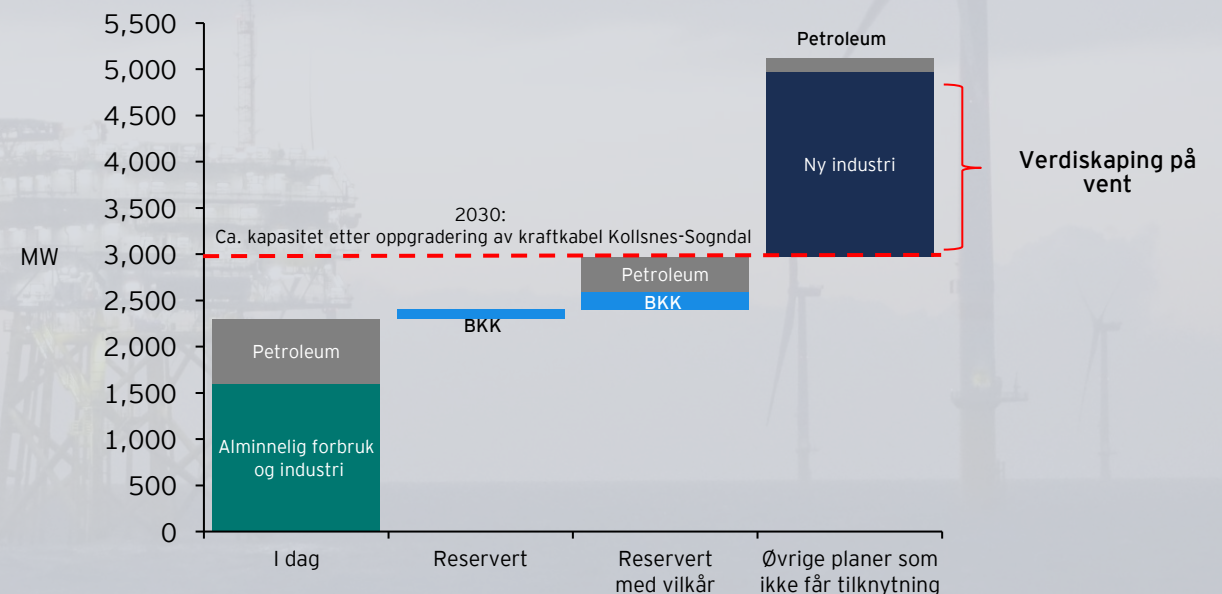 5,500
5,000
4,500
4,000
3,500
3,000
2,500
2,000
1,500
1,000
500
0
MW
2030:
Ca. kapasitet etter oppgradering av kraftkabel Kollsnes-Sogndal
Petroleum
Alminnelig forbruk
og industri
BKK
Petroleum
BKK
Petroleum
Ny industri
Verdiskaping på
vent
I dag
Reservert
Reservert
med vilkår
Øvrige planer som
ikke får tilknytning